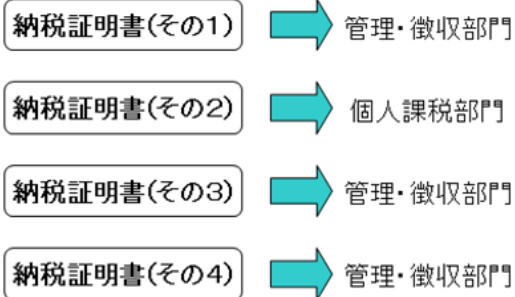 納税証明書(その1) 管理・徴収部門
納税証明書(その2) 個人課税部門
納税証明書(その3) 管理・徴収部門
納税証明書(その4) 管理・徴収部門